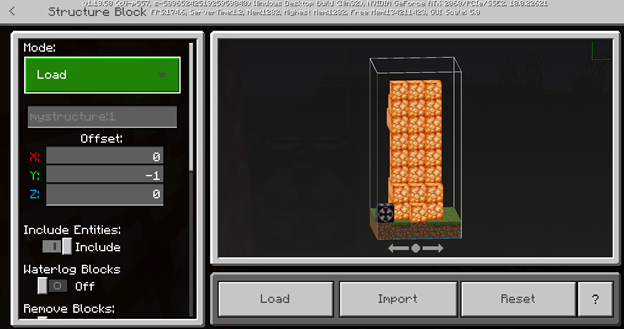 Structure Block
Mode:
Load
mystructure:1
Offset:
X: 0
Y: -1
Z: 0
Include Entities:
Include
Waterlog Blocks
Off
Remove Blocks:
Load
Import
Reset
?